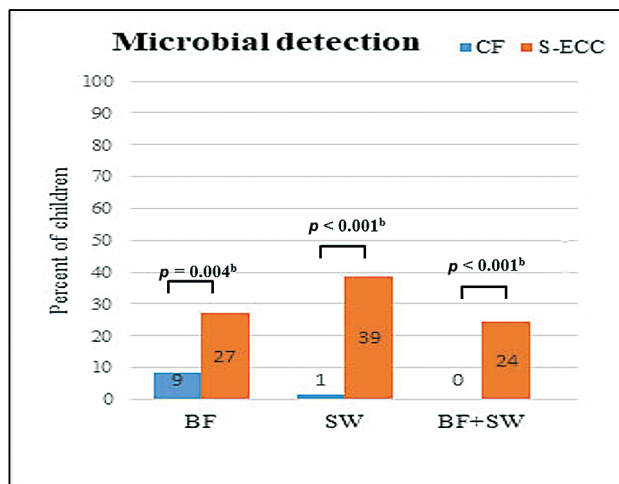 Microbial detection
CF S-ECC
Percent of children
100
90
80
70
60
50
40
30
20
10
0
p = 0.004ᵇ
p < 0.001ᵇ
p < 0.001ᵇ
9
27
1
39
0
24
BF
SW
BF+SW